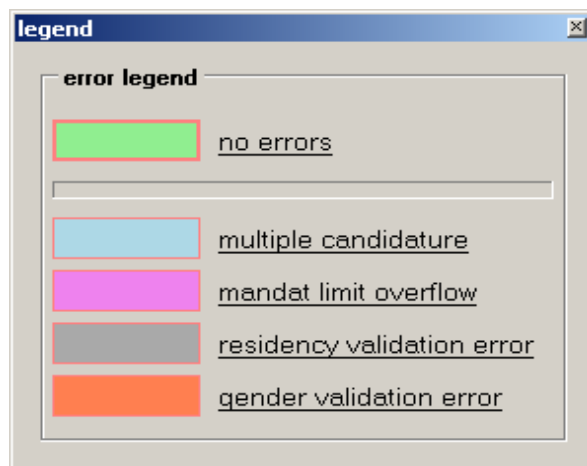 legend
error legend
no errors
multiple candidature
mandat limit overflow
residency validation error
gender validation error